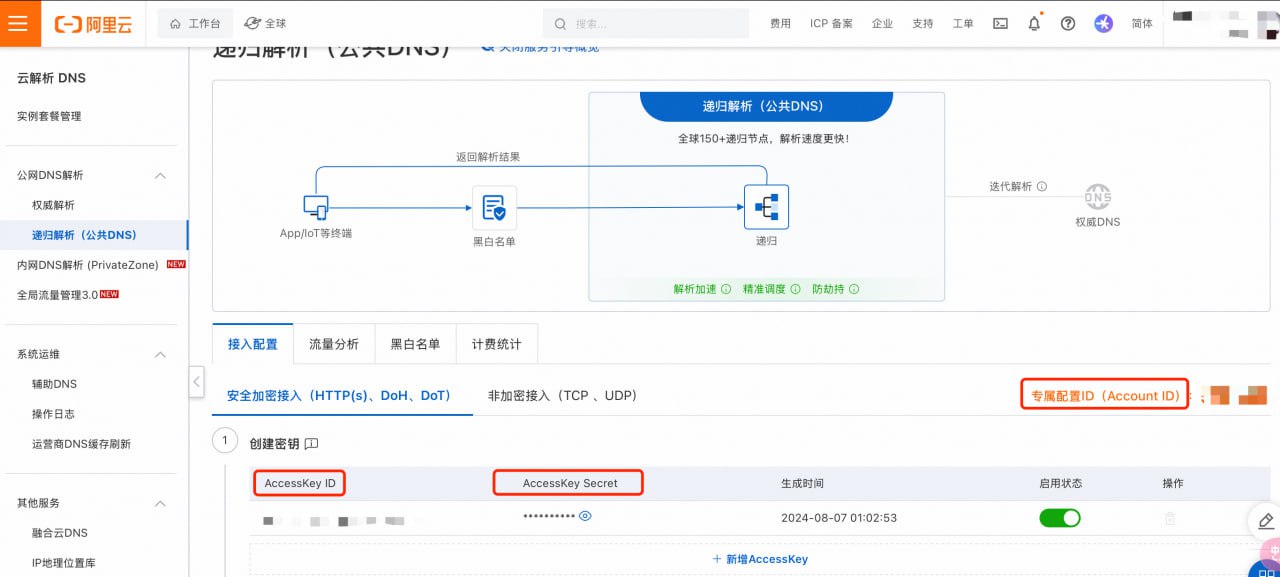 阿里云
工作台
全球
搜索...
费用
ICP 备案
企业
支持
工单
简体
云解析 DNS
实例套餐管理
公网DNS解析
权威解析
递归解析（公共DNS）
内网DNS解析 (PrivateZone) NEW
全局流量管理3.0 NEW
系统运维
辅助DNS
操作日志
运营商DNS缓存刷新
其他服务
融合云DNS
IP地理位置库
递归解析（公共DNS）
关闭服务引导概览
递归解析（公共DNS）
全球150+递归节点，解析速度更快！
返回解析结果
App/IoT等终端
黑白名单
递归
迭代解析
DNS
权威DNS
解析加速
精准调度
防劫持
接入配置
流量分析
黑白名单
计费统计
安全加密接入（HTTP(s)、DoH、DoT）
非加密接入（TCP 、UDP）
专属配置ID（Account ID）:
1
创建密钥
AccessKey ID
AccessKey Secret
生成时间
启用状态
操作
••••••••••
2024-08-07 01:02:53
+ 新增AccessKey